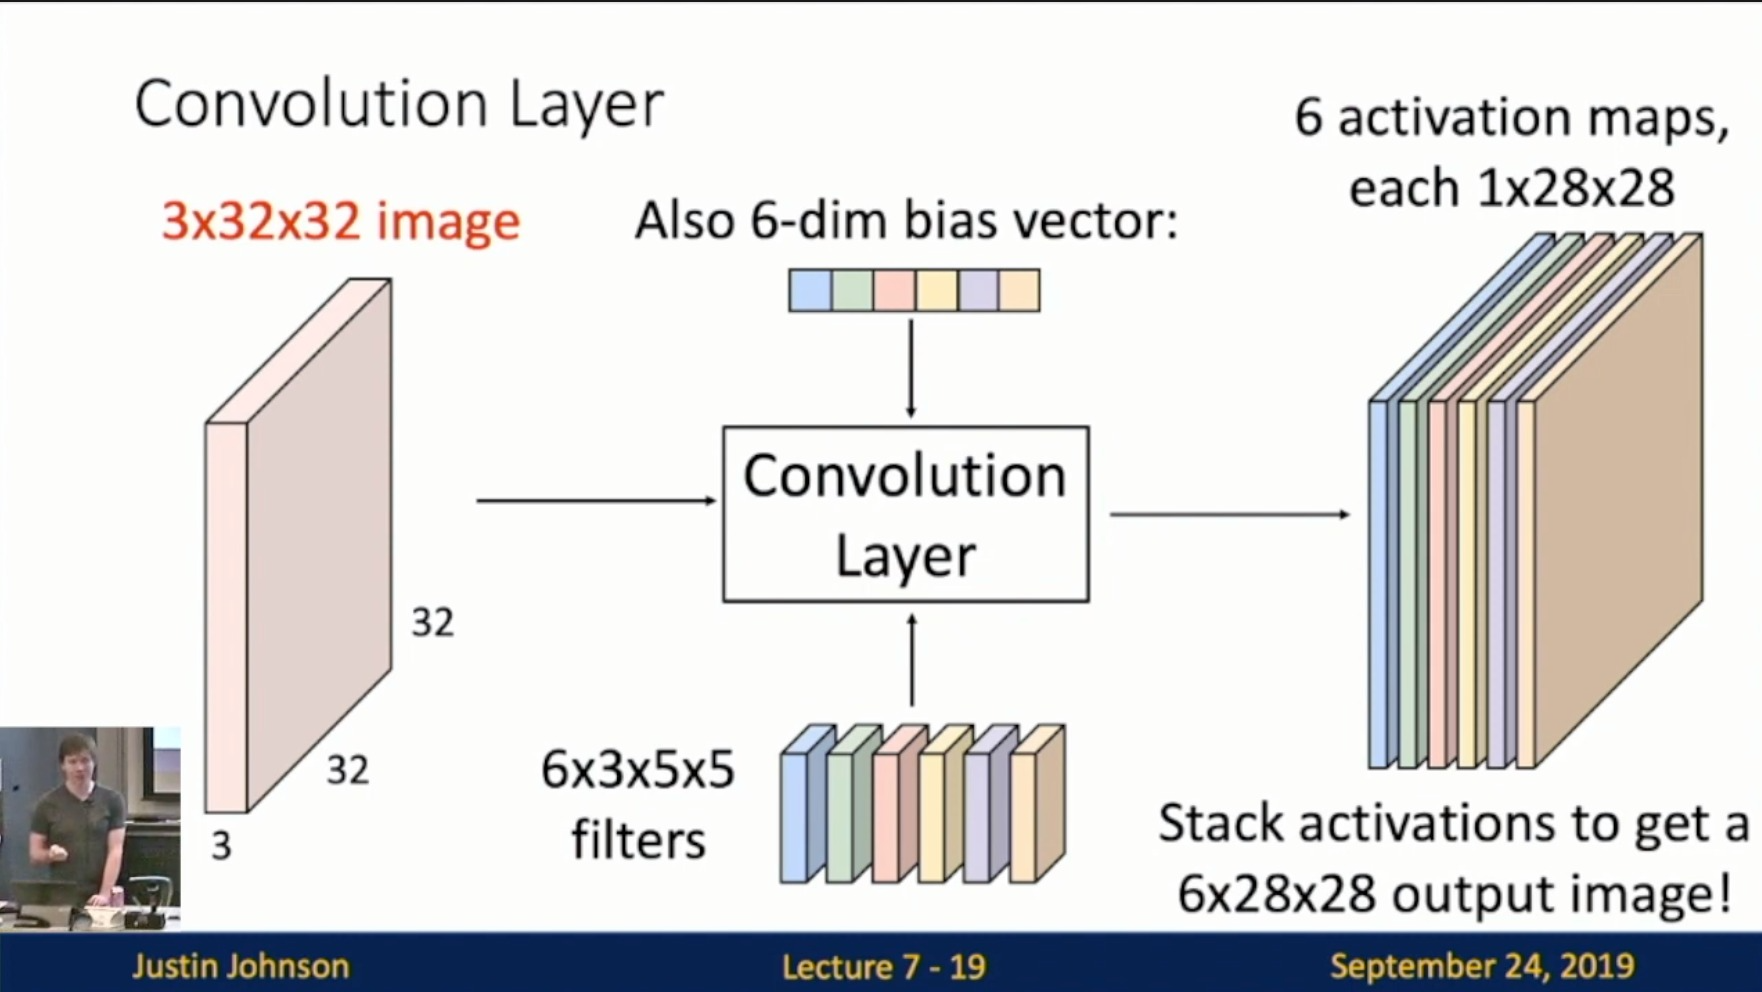 Convolution Layer
3x32x32 image
Also 6-dim bias vector:
6 activation maps,
each 1x28x28
Convolution
Layer
32
32
3
6x3x5x5
filters
Stack activations to get a
6x28x28 output image!
Justin Johnson
Lecture 7 - 19
September 24, 2019